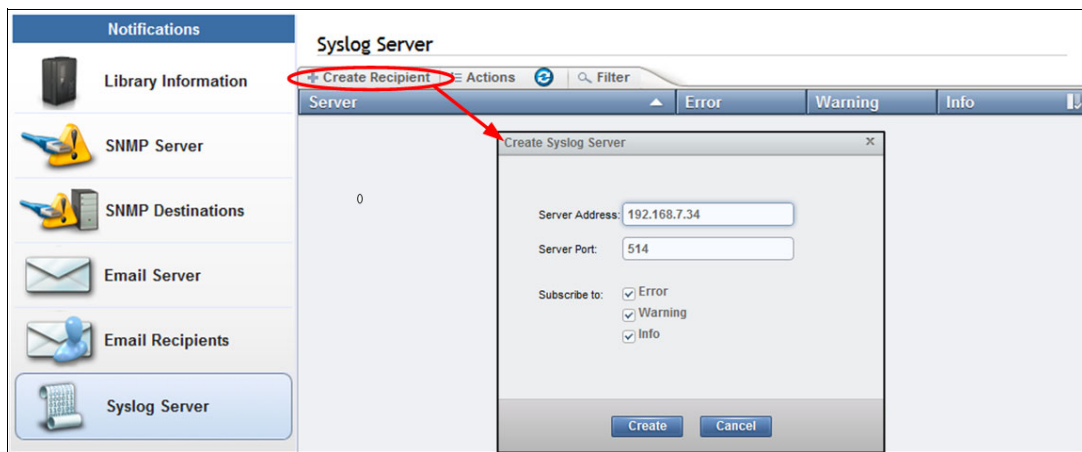 Notifications
Library Information
SNMP Server
SNMP Destinations
Email Server
Email Recipients
Syslog Server
Syslog Server
Create Recipient Actions Filter
Server Error Warning Info
0
Create Syslog Server x
Server Address: 192.168.7.34
Server Port: 514
Subscribe to: Error
Warning
Info
Create Cancel